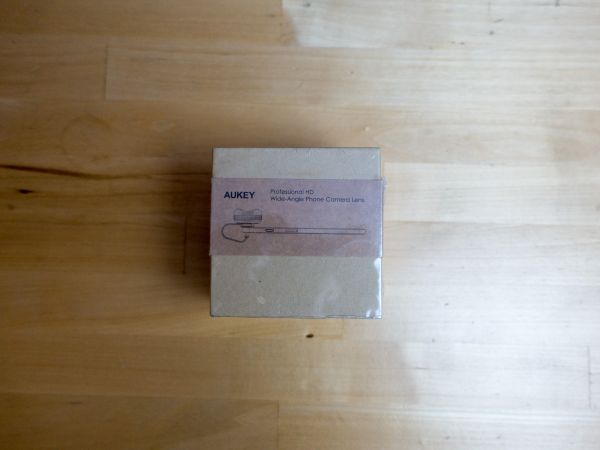 AUKEY
Professional HD
Wide-Angle Phone Camera Lens